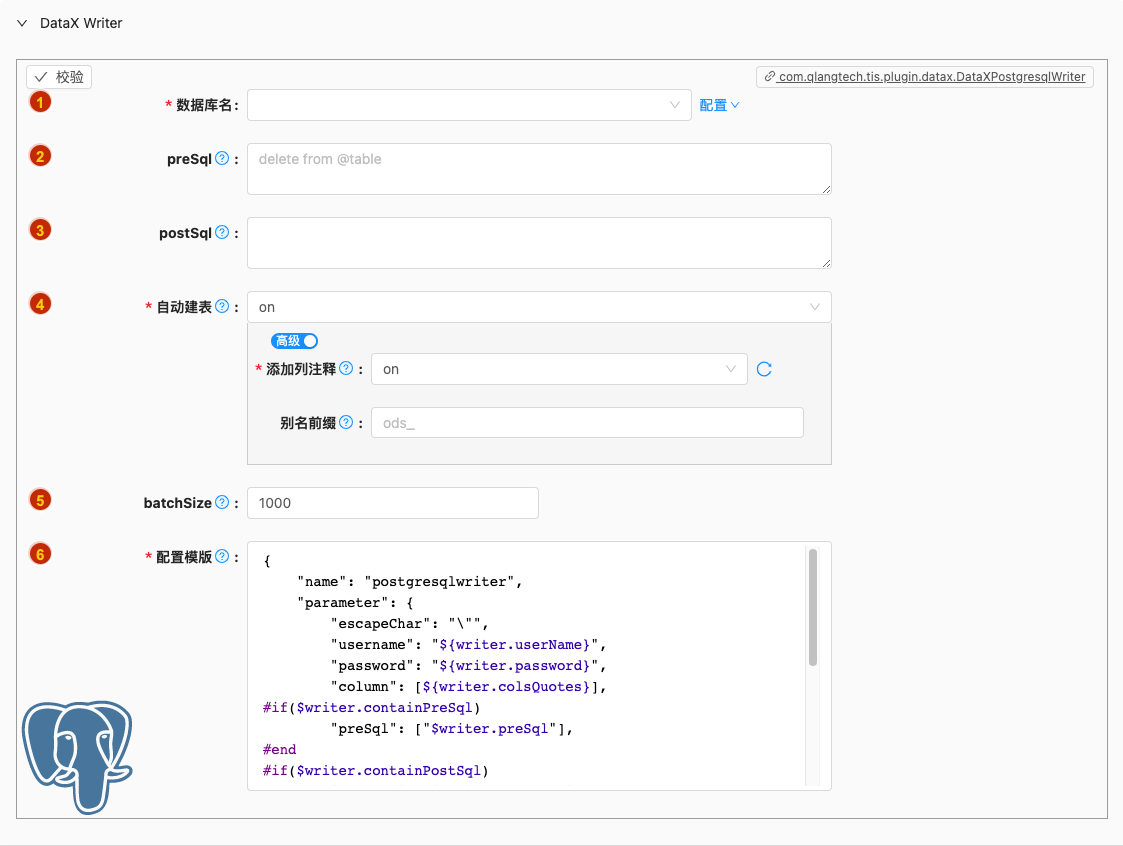 DataX Writer
校验
com.qlangtech.tis.plugin.datax.DataXPostgresqlWriter
1 * 数据库名: 配置
2 preSql ? : delete from @table
3 postSql ? :
4 * 自动建表 ? : on
高级
* 添加列注释 ? : on
别名前缀 ? : ods_
5 batchSize ? : 1000
6 * 配置模版 ? :
{
"name": "postgresqlwriter",
"parameter": {
"escapeChar": "\"",
"username": "${writer.userName}",
"password": "${writer.password}",
"column": [${writer.colsQuotes}],
#if($writer.containPreSql)
"preSql": ["$writer.preSql"],
#end
#if($writer.containPostSql)